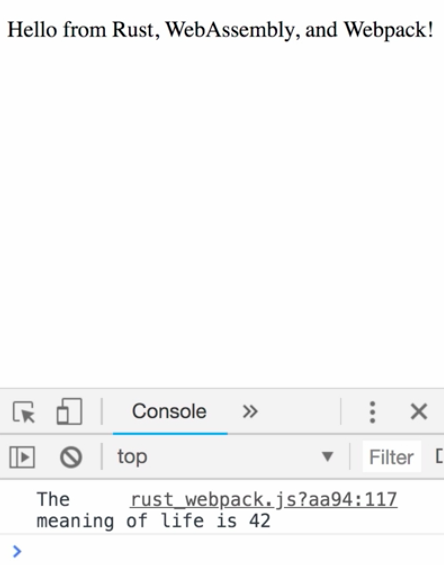 Hello from Rust, WebAssembly, and Webpack!
Console »
top ▼ Filter
The rust_webpack.js?aa94:117
meaning of life is 42
>